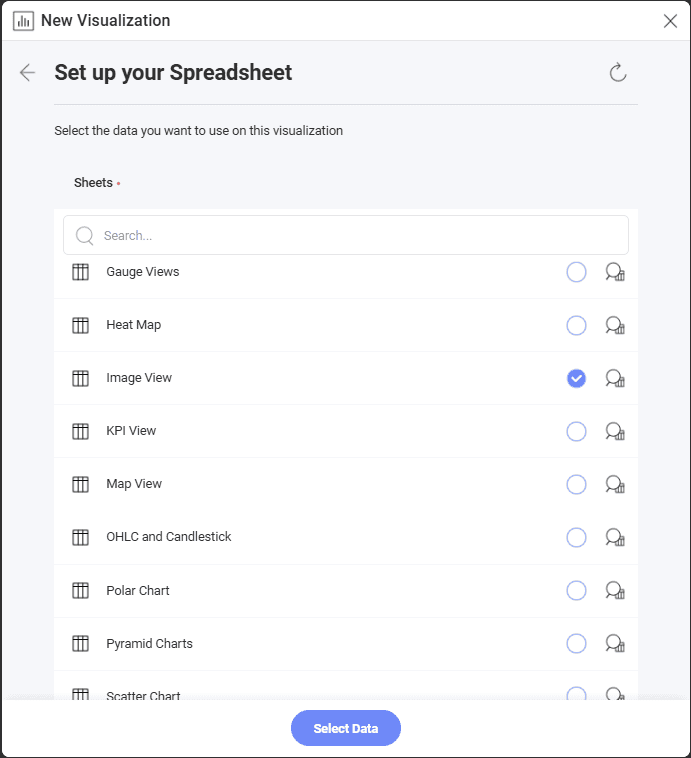 New Visualization
Set up your Spreadsheet
Select the data you want to use on this visualization
Sheets •
Search...
Gauge Views
Heat Map
Image View
KPI View
Map View
OHLC and Candlestick
Polar Chart
Pyramid Charts
Scatter Chart
Select Data